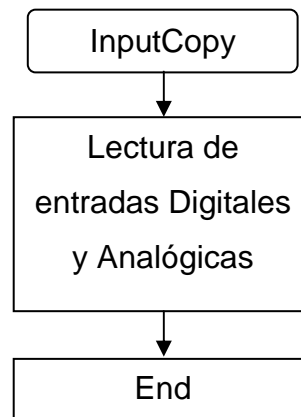 InputCopy
Lectura de
entradas Digitales
y Analógicas
End